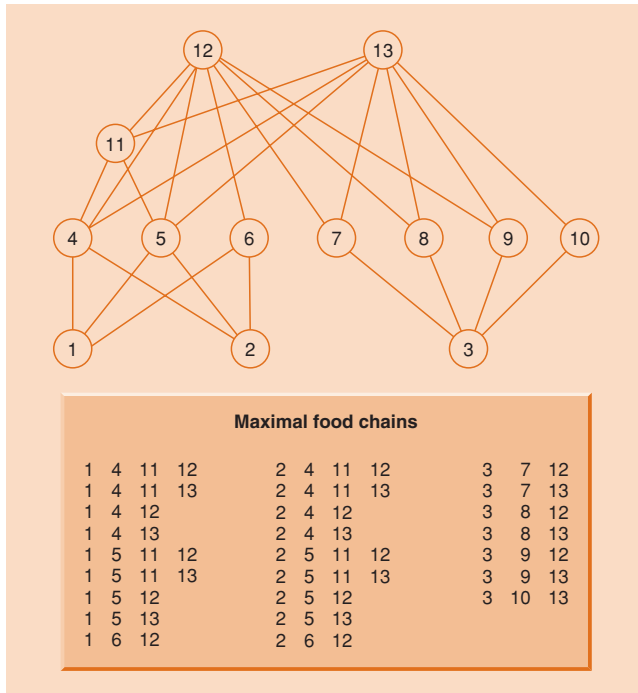 12 13
11
4 5 6 7 8 9 10
1 2 3
Maximal food chains
1 4 11 12 2 4 11 12 3 7 12
1 4 11 13 2 4 11 13 3 7 13
1 4 12 2 4 12 3 8 12
1 4 13 2 4 13 3 8 13
1 5 11 12 2 5 11 12 3 9 12
1 5 11 13 2 5 11 13 3 9 13
1 5 12 2 5 12 3 10 13
1 5 13 2 5 13
1 6 12 2 6 12